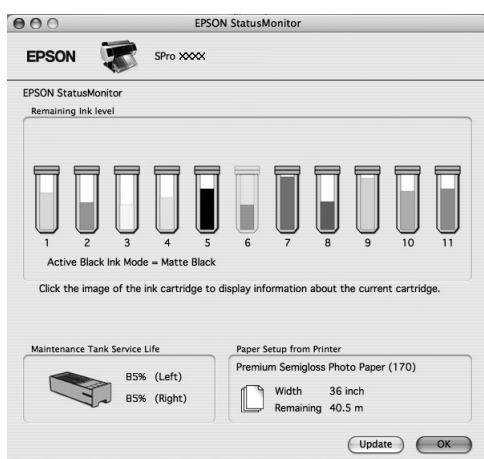 EPSON StatusMonitor
EPSON SPro XXXX
EPSON StatusMonitor
Remaining Ink level
1 2 3 4 5 6 7 8 9 10 11
Active Black Ink Mode = Matte Black
Click the image of the ink cartridge to display information about the current cartridge.
Maintenance Tank Service Life
85% (Left)
85% (Right)
Paper Setup from Printer
Premium Semigloss Photo Paper (170)
Width 36 inch
Remaining 40.5 m
Update OK